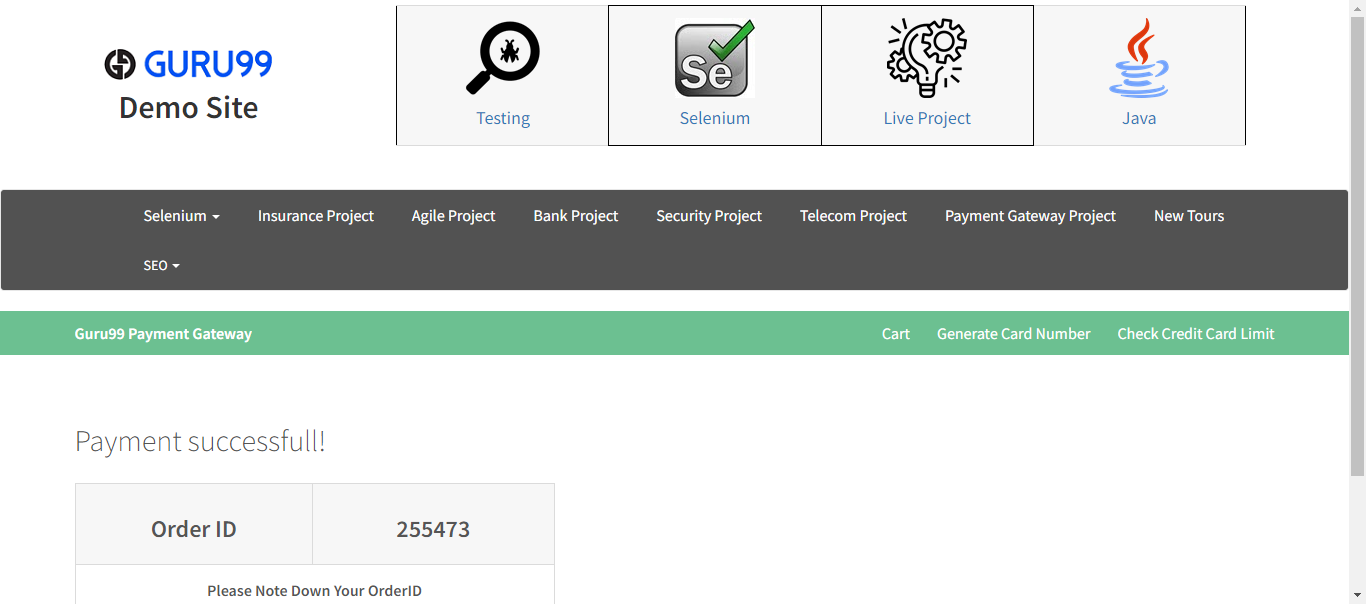 GURU99
Demo Site
Se
Testing
Selenium
Live Project
Java
Selenium
Insurance Project
Agile Project
Bank Project
Security Project
Telecom Project
Payment Gateway Project
New Tours
SEO
Guru99 Payment Gateway
Cart
Generate Card Number
Check Credit Card Limit
Payment successfull!
Order ID
255473
Please Note Down Your OrderID